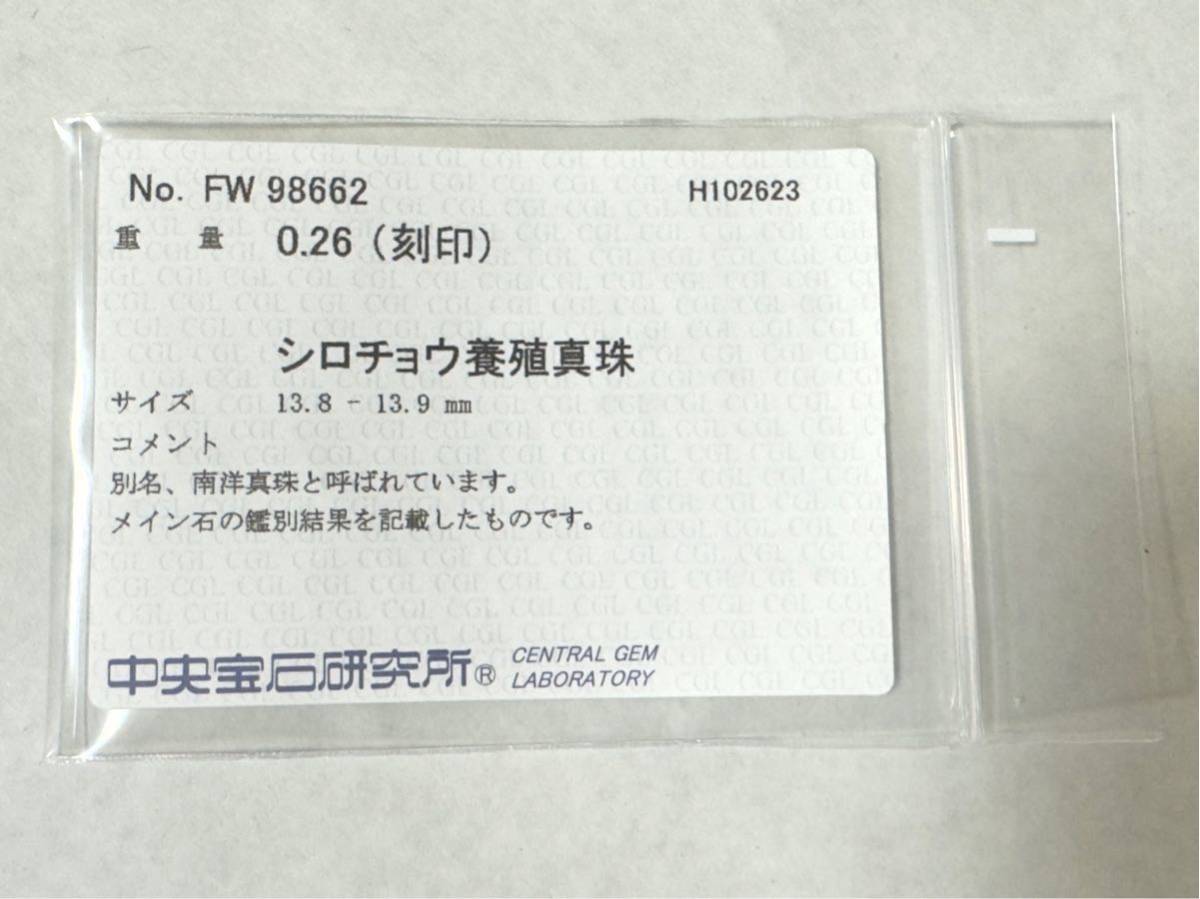 No. FW 98662 H102623
重 量 0.26 (刻印)
シロチョウ養殖真珠
サイズ 13.8 - 13.9 mm
コメント
別名、南洋真珠と呼ばれています。
メイン石の鑑別結果を記載したものです。
中央宝石研究所® CENTRAL GEM
LABORATORY